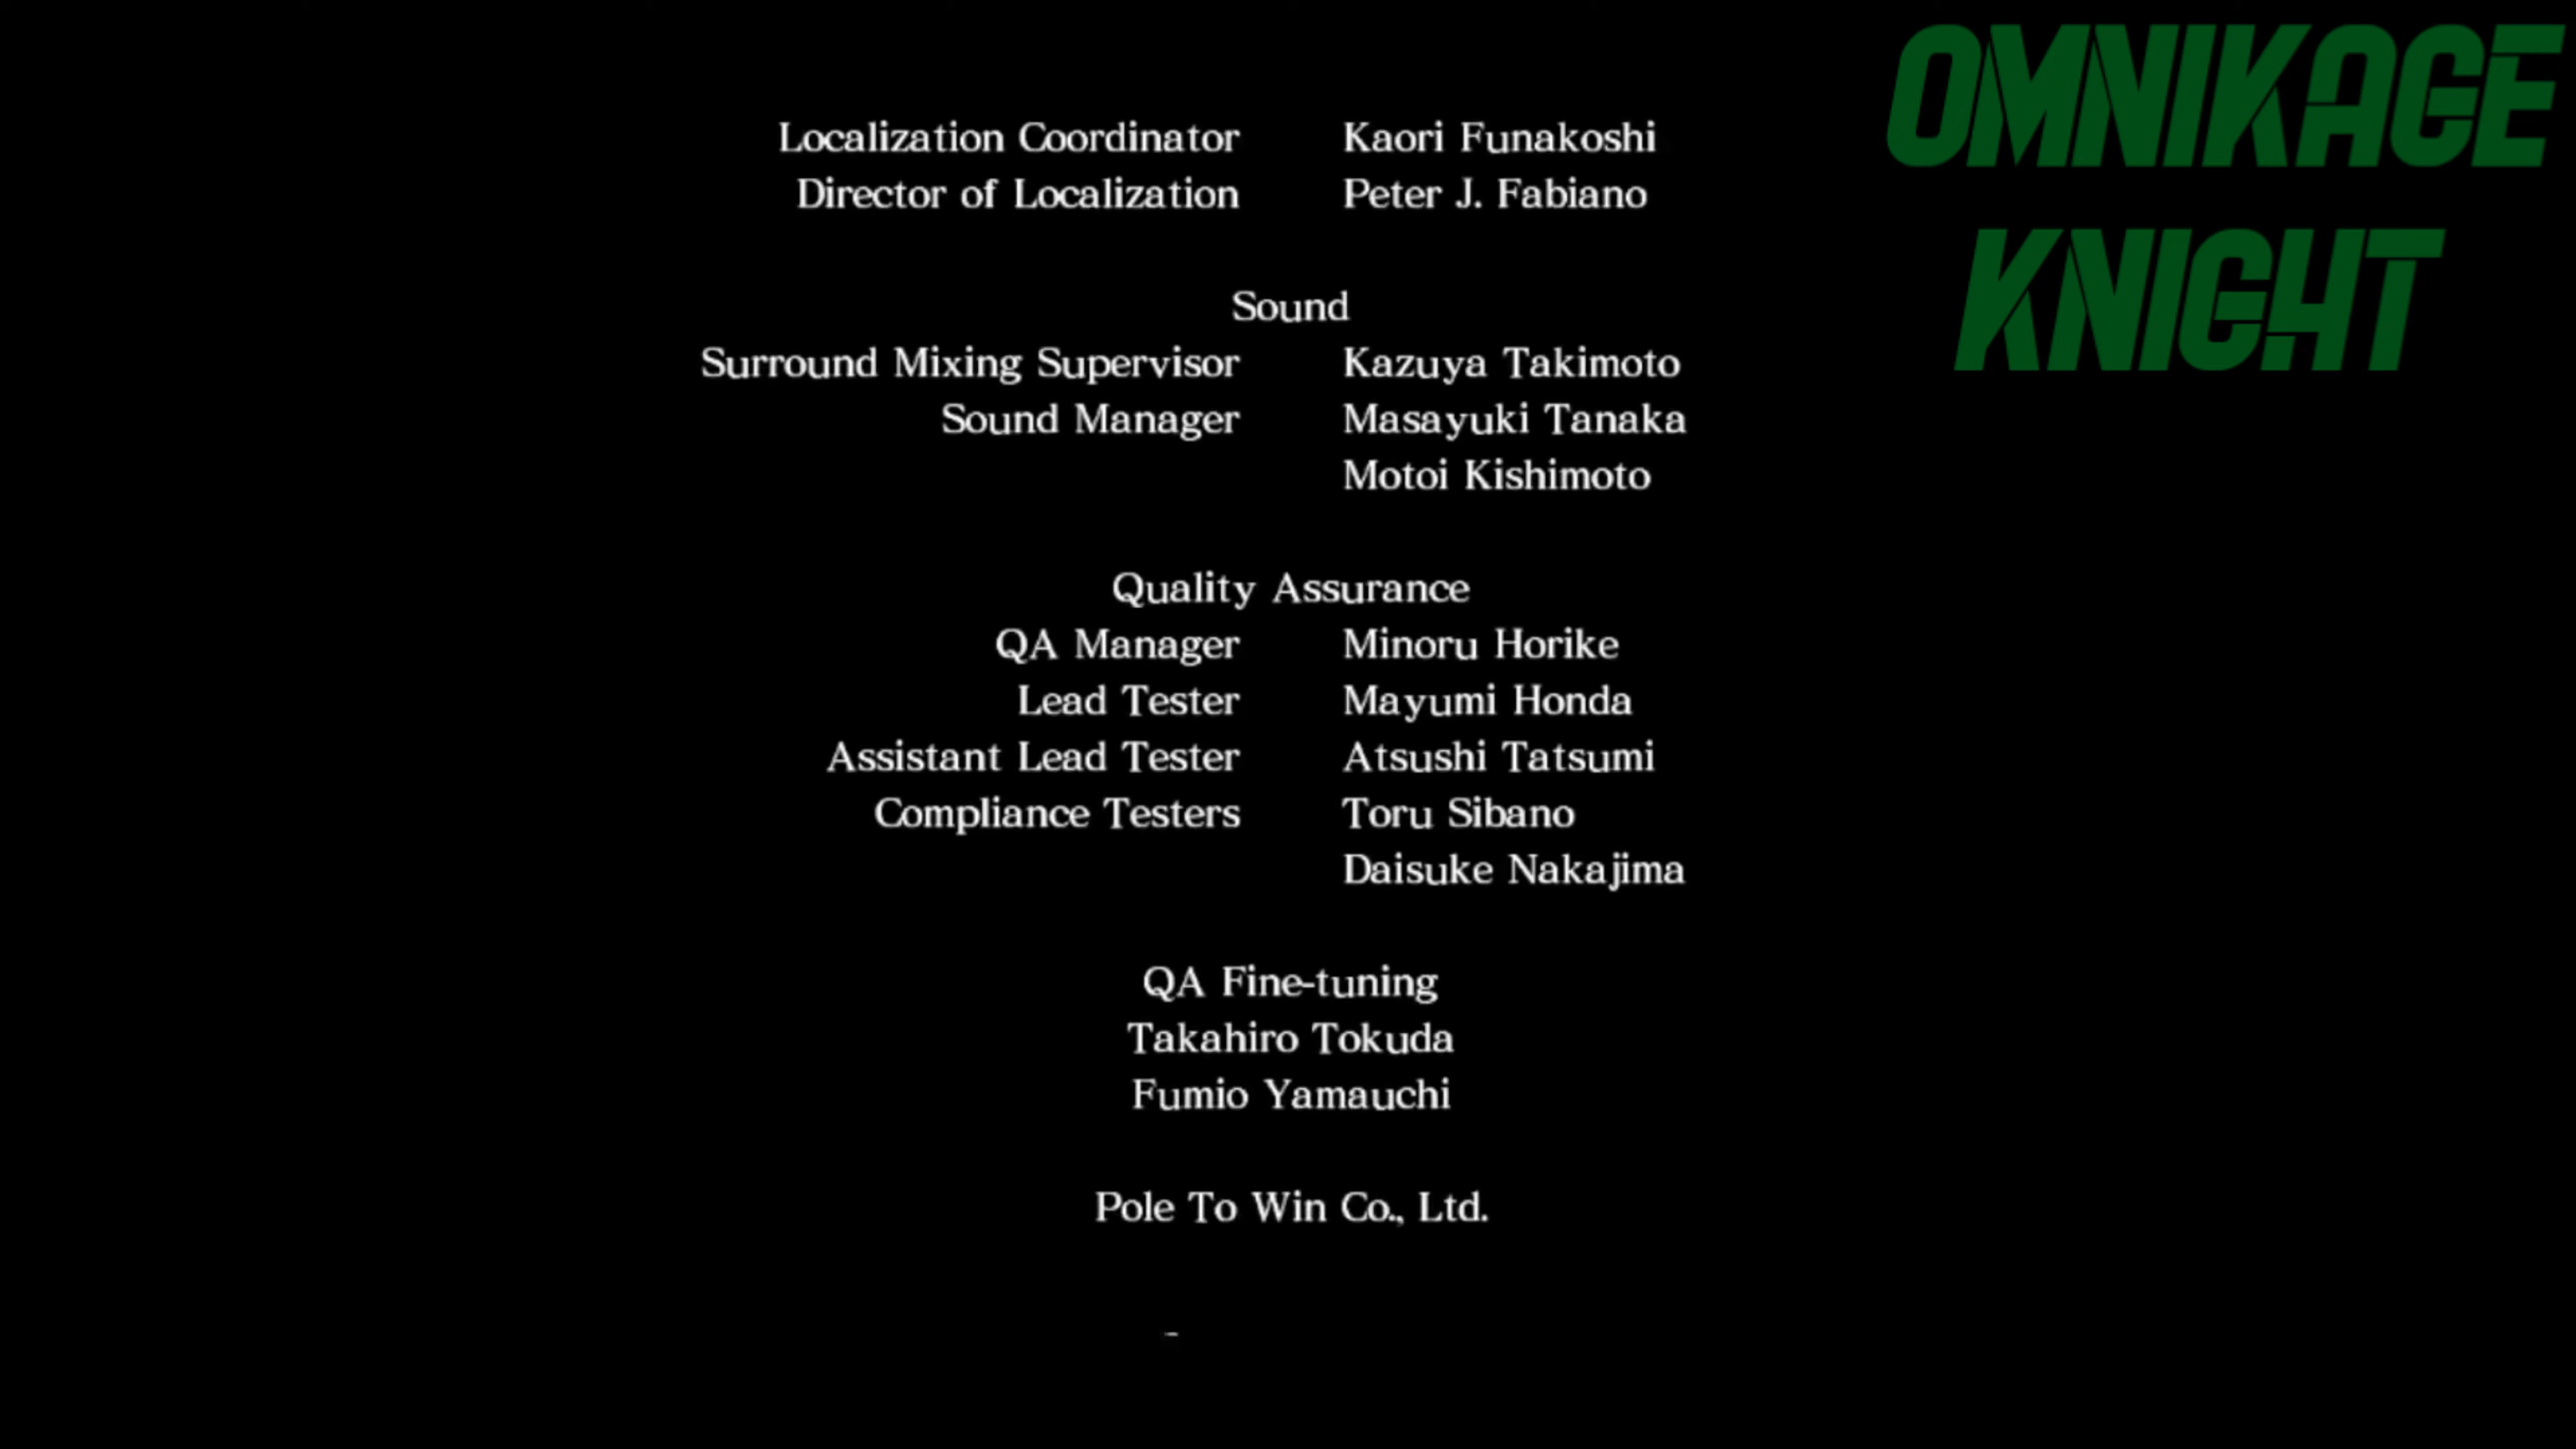 OMNIKAGE
KNIGHT
Localization Coordinator Kaori Funakoshi
Director of Localization Peter J. Fabiano
Sound
Surround Mixing Supervisor Kazuya Takimoto
Sound Manager Masayuki Tanaka
Motoi Kishimoto
Quality Assurance
QA Manager Minoru Horike
Lead Tester Mayumi Honda
Assistant Lead Tester Atsushi Tatsumi
Compliance Testers Toru Sibano
Daisuke Nakajima
QA Fine-tuning
Takahiro Tokuda
Fumio Yamauchi
Pole To Win Co., Ltd.